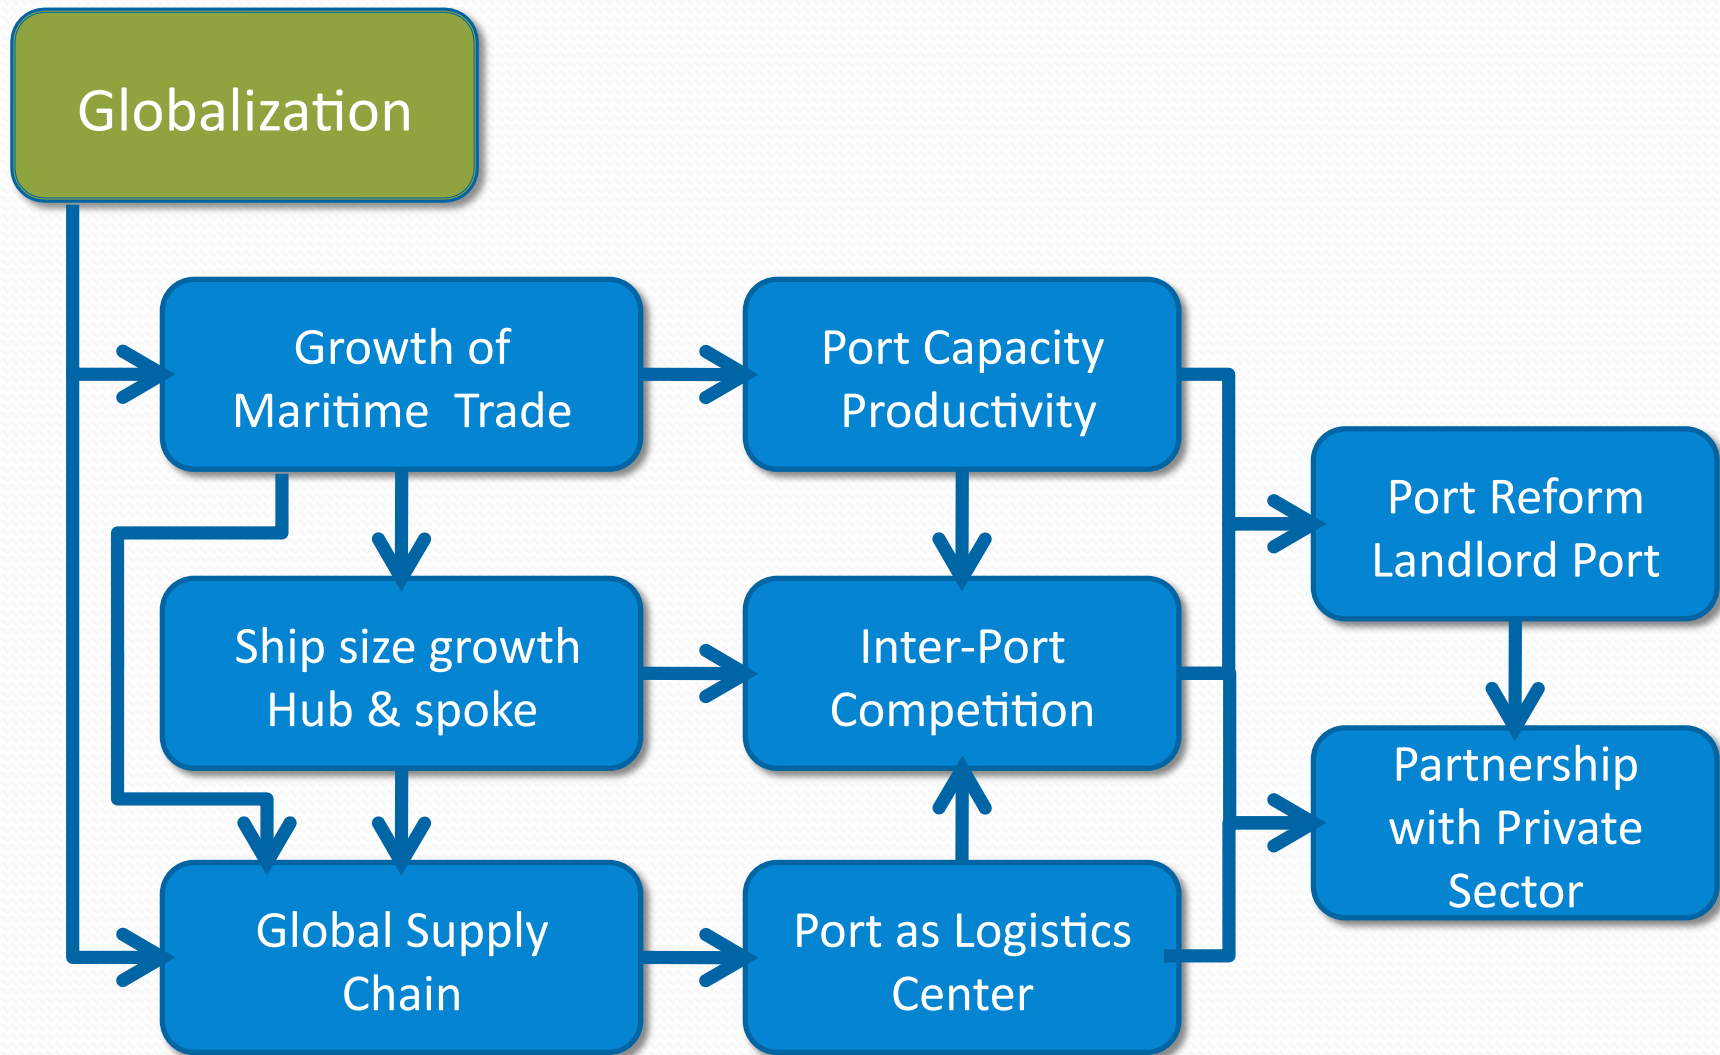 Globalization
Growth of
Maritime Trade
Port Capacity
Productivity
Port Reform
Landlord Port
Ship size growth
Hub & spoke
Inter-Port
Competition
Partnership
with Private
Sector
Global Supply
Chain
Port as Logistics
Center